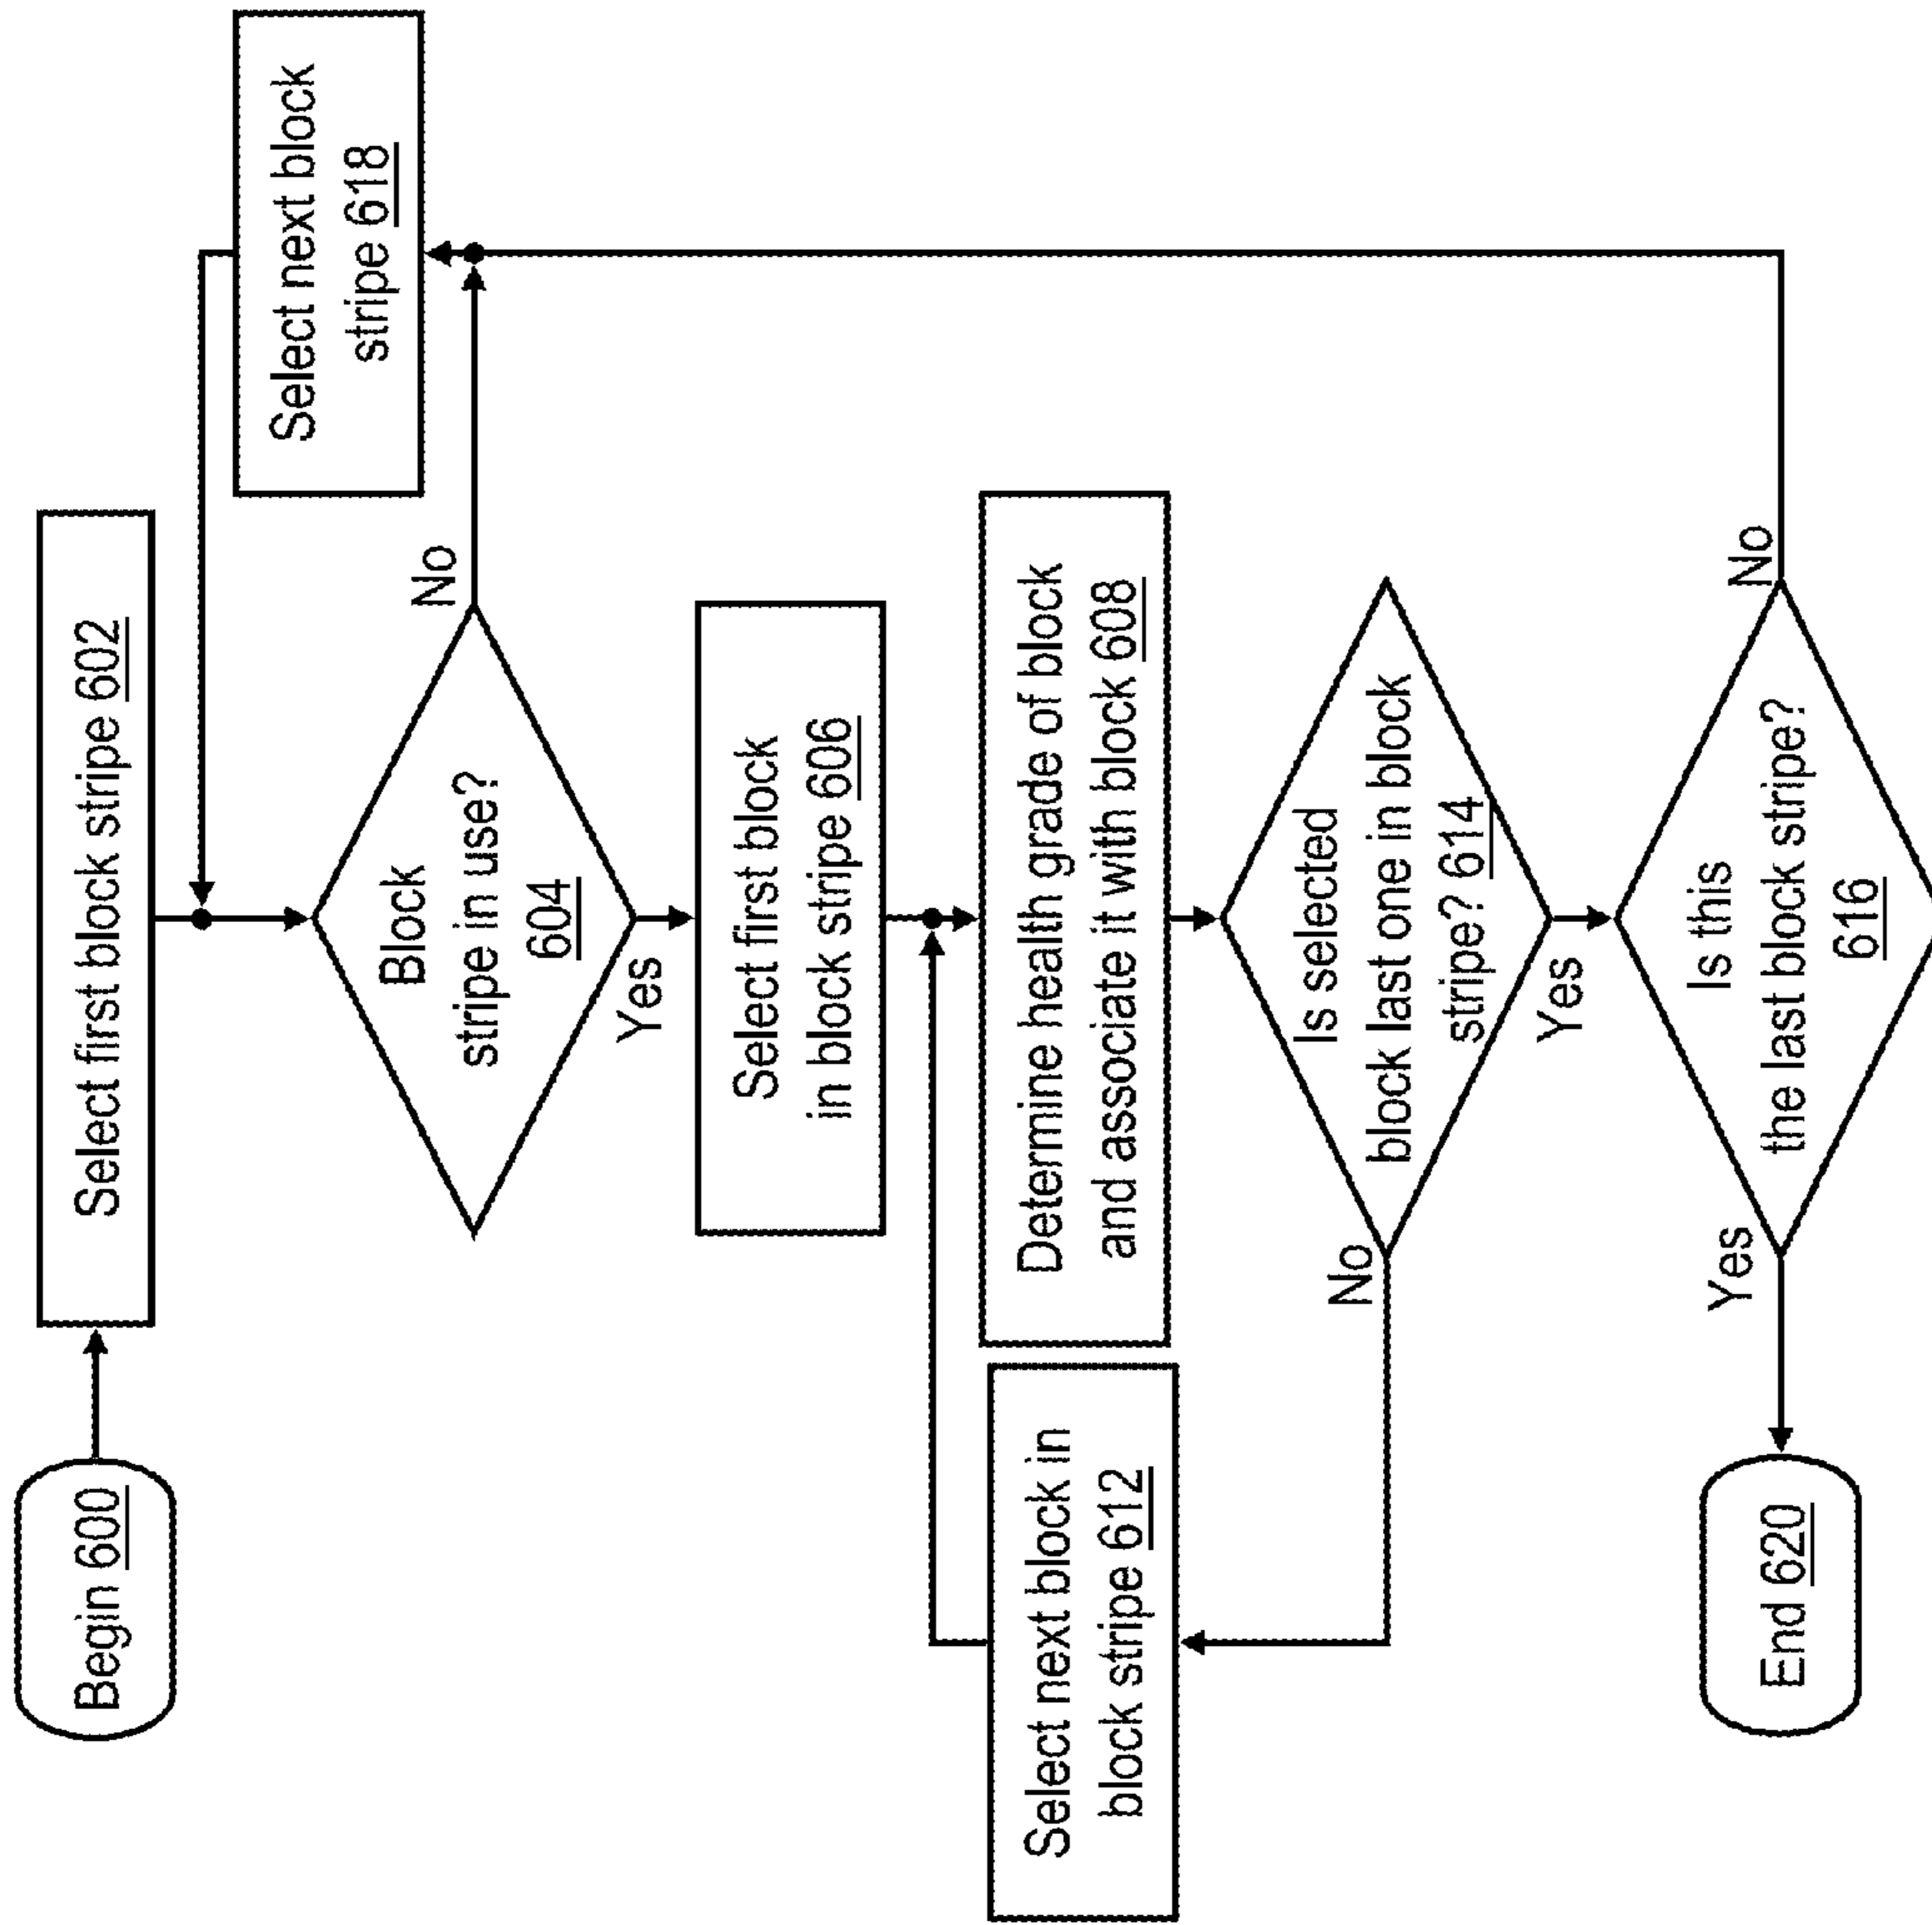 Begin 600
Select first block stripe 602
Select next block
stripe 618
Block
stripe in use?
604
No
Yes
Select first block
in block stripe 606
Determine health grade of block
and associate it with block 608
Select next block in
block stripe 612
Is selected
block last one in block
stripe? 614
No
Yes
Is this
the last block stripe?
616
No
Yes
End 620